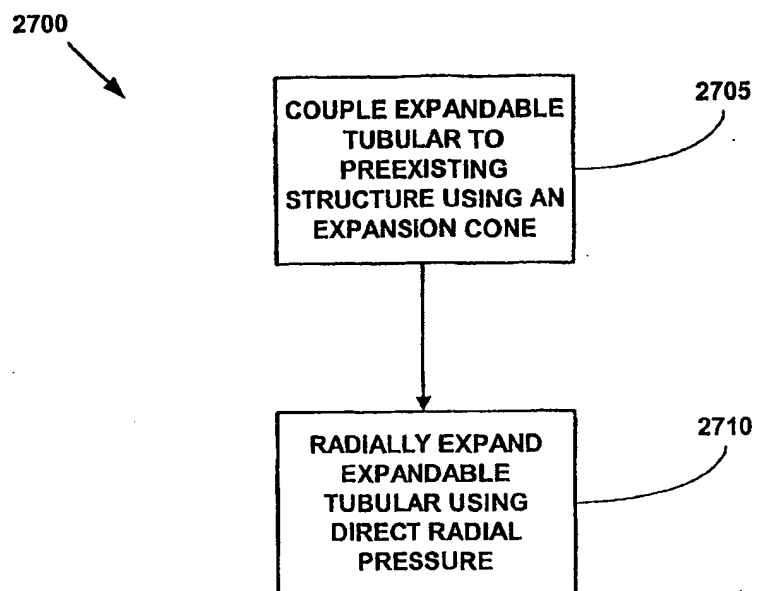 2700
COUPLE EXPANDABLE
TUBULAR TO
PREEXISTING
STRUCTURE USING AN
EXPANSION CONE
2705
RADIALLY EXPAND
EXPANDABLE
TUBULAR USING
DIRECT RADIAL
PRESSURE
2710